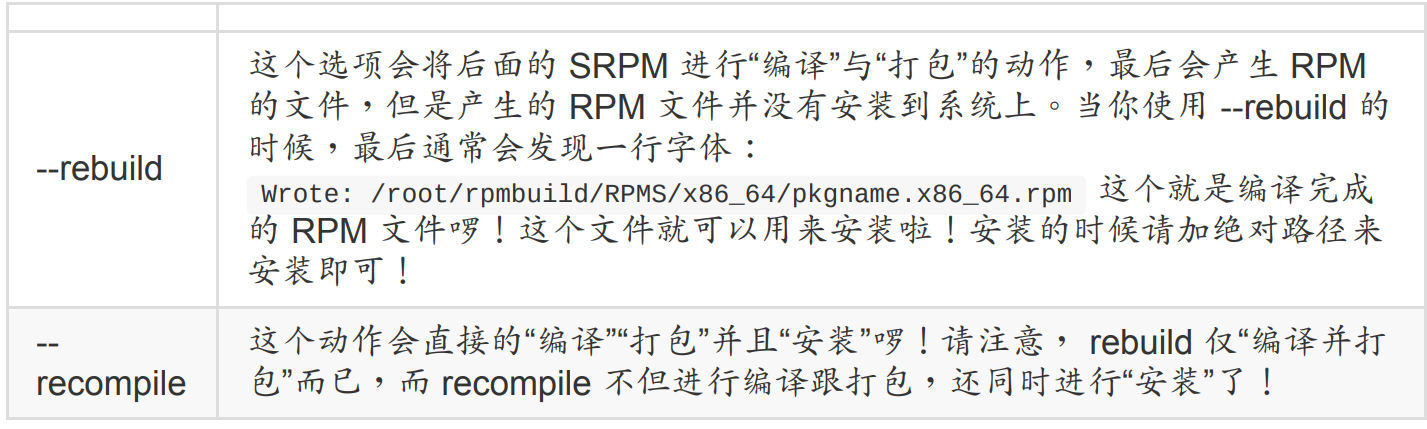 --rebuild
这个选项会将后面的 SRPM 进行“编译”与“打包”的动作，最后会产生 RPM
的文件，但是产生的 RPM 文件并没有安装到系统上。当你使用 --rebuild 的
时候，最后通常会发现一行字体：
Wrote: /root/rpmbuild/RPMS/x86_64/pkgname.x86_64.rpm 这个就是编译完成
的 RPM 文件啰！这个文件就可以用来安装啦！安装的时候请加绝对路径来
安装即可！
--
recompile
这个动作会直接的“编译”“打包”并且“安装”啰！请注意， rebuild 仅“编译并打
包”而已，而 recompile 不但进行编译跟打包，还同时进行“安装”了！